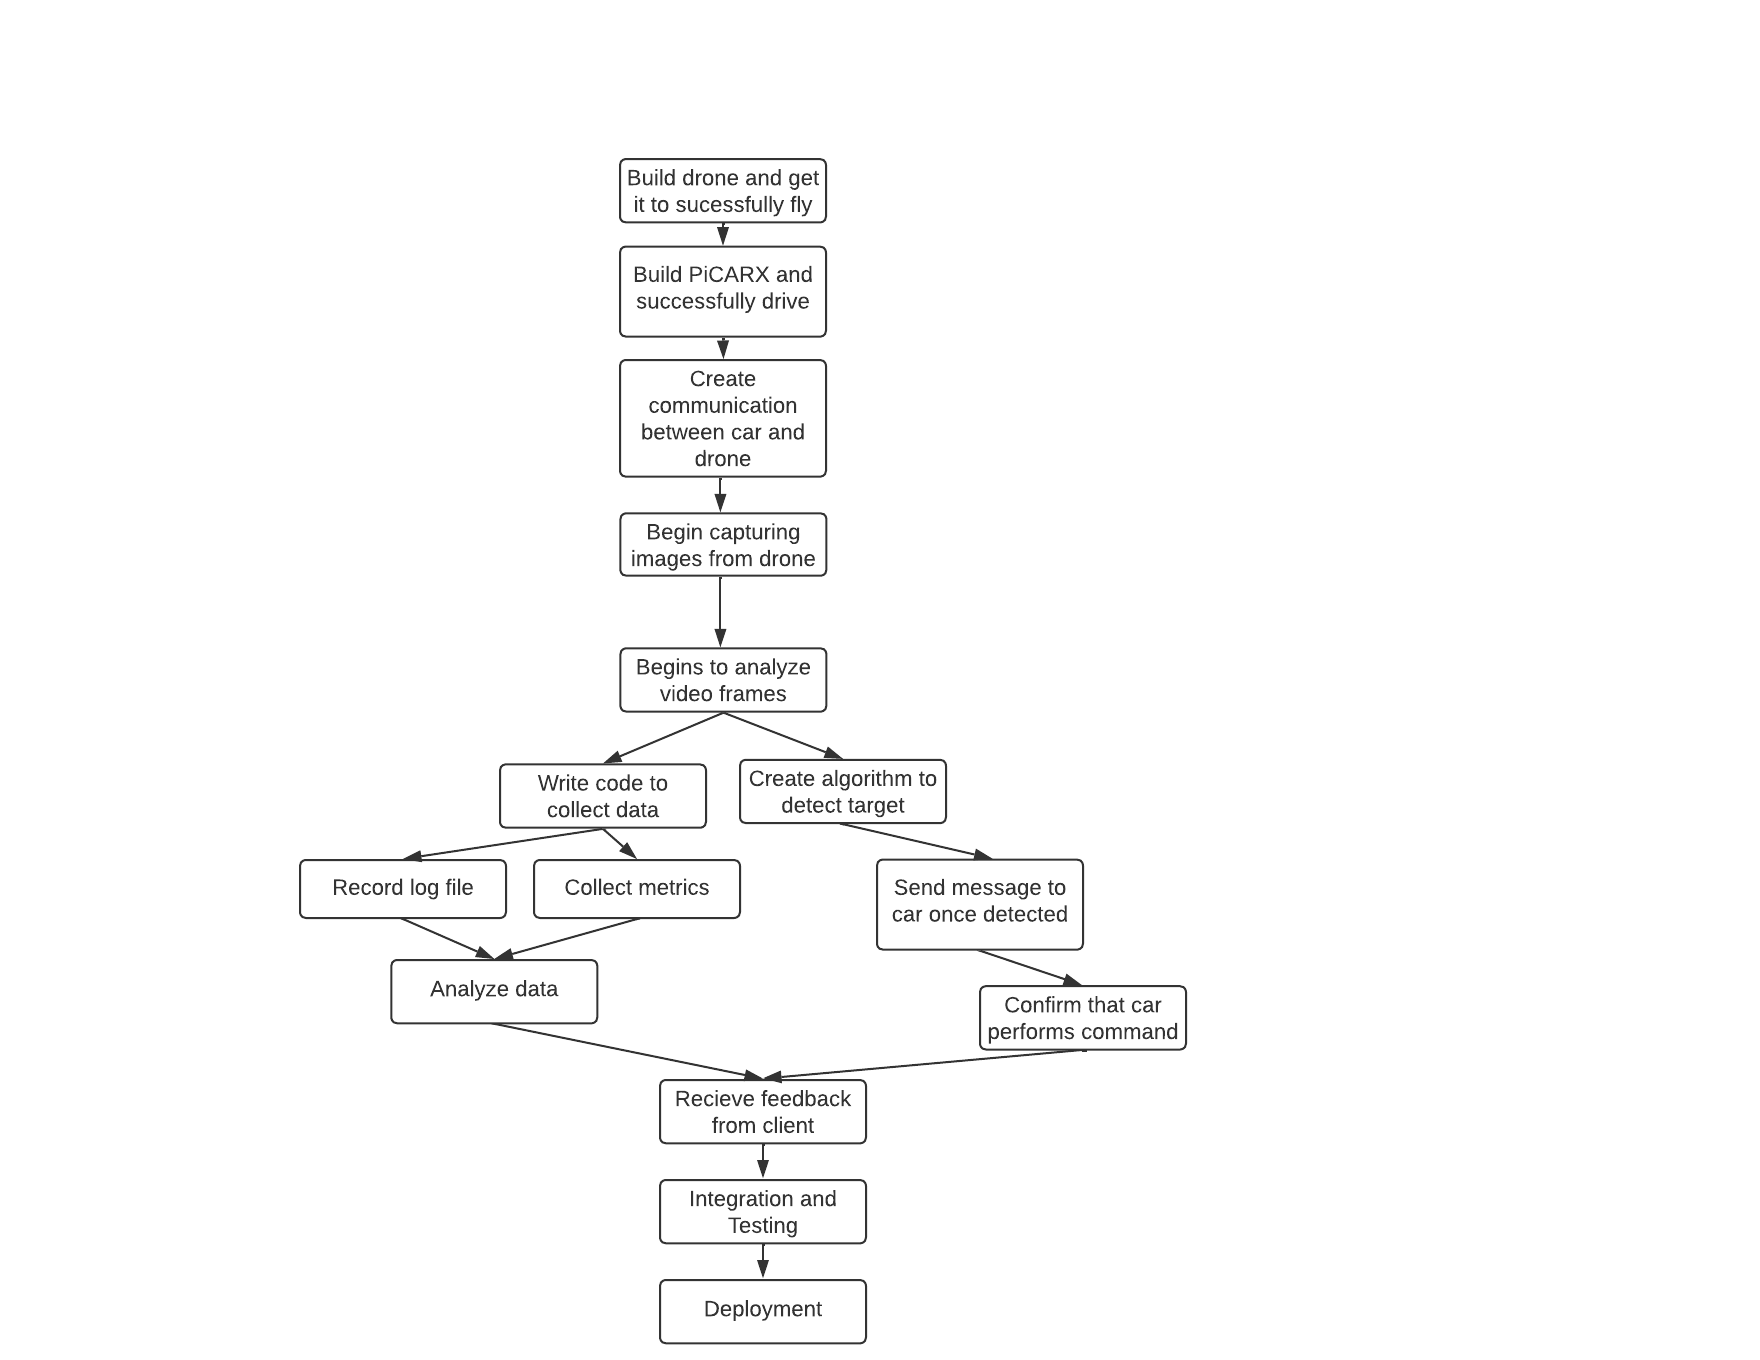 Build drone and get
it to sucessfully fly
Build PiCARX and
successfully drive
Create
communication
between car and
drone
Begin capturing
images from drone
Begins to analyze
video frames
Write code to
collect data
Create algorithm to
detect target
Record log file
Collect metrics
Send message to
car once detected
Analyze data
Confirm that car
performs command
Recieve feedback
from client
Integration and
Testing
Deployment